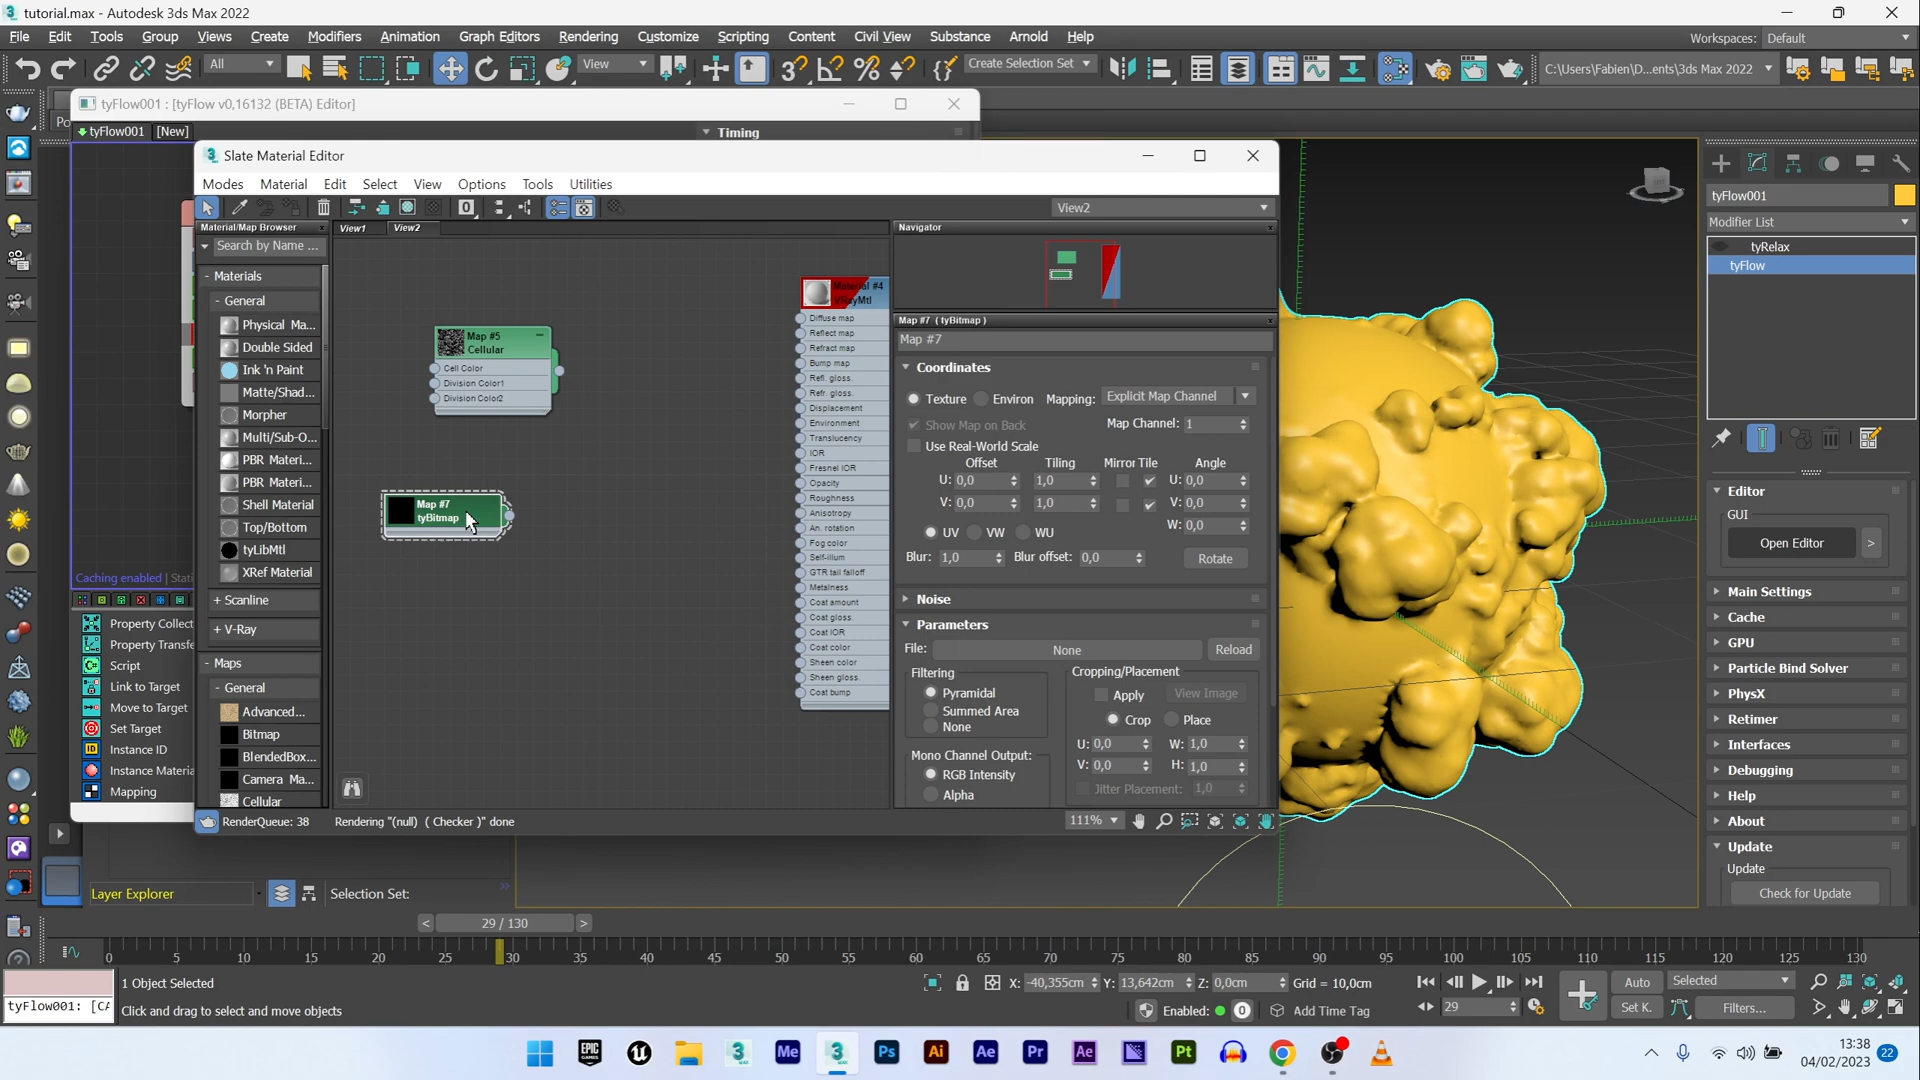 tutorial.max - Autodesk 3ds Max 2022
File Edit Tools Group Views Create Modifiers Animation Graph Editors Rendering Customize Scripting Content Civil View Substance Arnold Help
Workspaces: Default
All View Create Selection Set C:\Users\Fabien\D...ents\3ds Max 2022
tyFlow001 : [tyFlow v0,16132 (BETA) Editor]
tyFlow001 [New]
Timing
Slate Material Editor
Modes Material Edit Select View Options Tools Utilities
View2
Material/Map Browser
Search by Name ...
- Materials
- General
Physical Ma...
Double Sided
Ink 'n Paint
Matte/Shad...
Morpher
Multi/Sub-O...
PBR Materi...
PBR Materi...
Shell Material
Top/Bottom
tyLibMtl
XRef Material
+ Scanline
+ V-Ray
- Maps
- General
Advanced...
Bitmap
BlendedBox...
Camera Ma...
Cellular
View1 View2
Map #5
Cellular
Cell Color
Division Color1
Division Color2
Map #7
tyBitmap
Material #4
VRayMtl
Diffuse map
Reflect map
Refract map
Bump map
Refl. gloss.
Refr. gloss.
Displacement
Environment
Translucency
IOR
Fresnel IOR
Opacity
Roughness
Anisotropy
An. rotation
Fog color
Self-illum
GTR tail falloff
Metalness
Coat amount
Coat gloss.
Coat IOR
Coat color
Sheen color
Sheen gloss.
Coat bump
Navigator
Map #7 ( tyBitmap )
Map #7
Coordinates
Texture Environ Mapping: Explicit Map Channel
Show Map on Back Map Channel: 1
Use Real-World Scale
Offset Tiling Mirror Tile Angle
U: 0,0 1,0 U: 0,0
V: 0,0 1,0 V: 0,0
W: 0,0
UV VW WU
Blur: 1,0 Blur offset: 0,0 Rotate
Noise
Parameters
File: None Reload
Filtering
Pyramidal
Summed Area
None
Mono Channel Output:
RGB Intensity
Alpha
Cropping/Placement
Apply View Image
Crop Place
U: 0,0 W: 1,0
V: 0,0 H: 1,0
Jitter Placement: 1,0
RenderQueue: 38 Rendering "(null) ( Checker )" done 111%
Caching enabled
Property Collect
Property Transfe
Script
Link to Target
Move to Target
Set Target
Instance ID
Instance Materia
Mapping
tyFlow001
Modifier List
tyRelax
tyFlow
Editor
GUI
Open Editor >
Main Settings
Cache
GPU
Particle Bind Solver
PhysX
Retimer
Interfaces
Debugging
Help
About
Update
Update
Check for Update
Layer Explorer Selection Set:
< 29 / 130 >
0 5 10 15 20 25 30 35 40 45 50 55 60 65 70 75 80 85 90 95 100 105 110 115 120 125 130
1 Object Selected
X: -40,355cm Y: 13,642cm Z: 0,0cm Grid = 10,0cm
Auto Selected
tyFlow001: [CA
Click and drag to select and move objects
Enabled: 0 Add Time Tag
29
Set K. Filters...
EPIC GAMES Me Ps Ai Ae Pr Ae Pt
13:38
04/02/2023 22